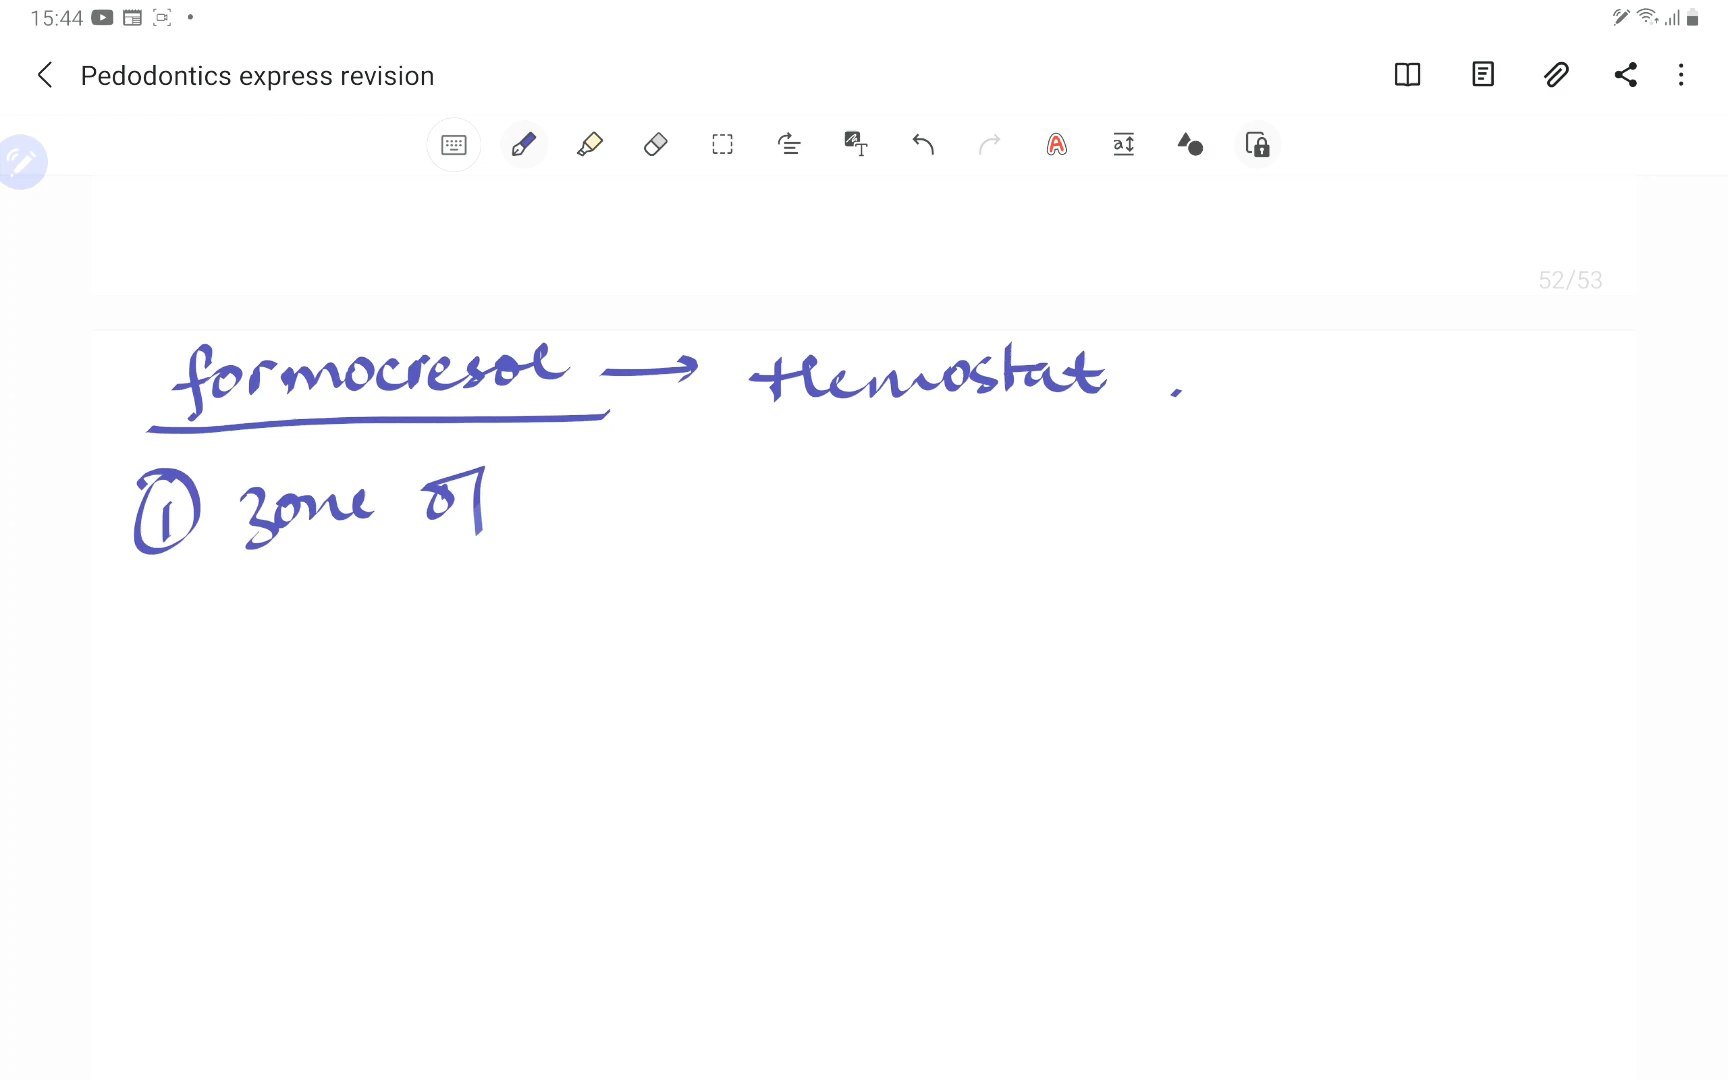 15:44
Pedodontics express revision
52/53
formocresol → Hemostat .
① zone of